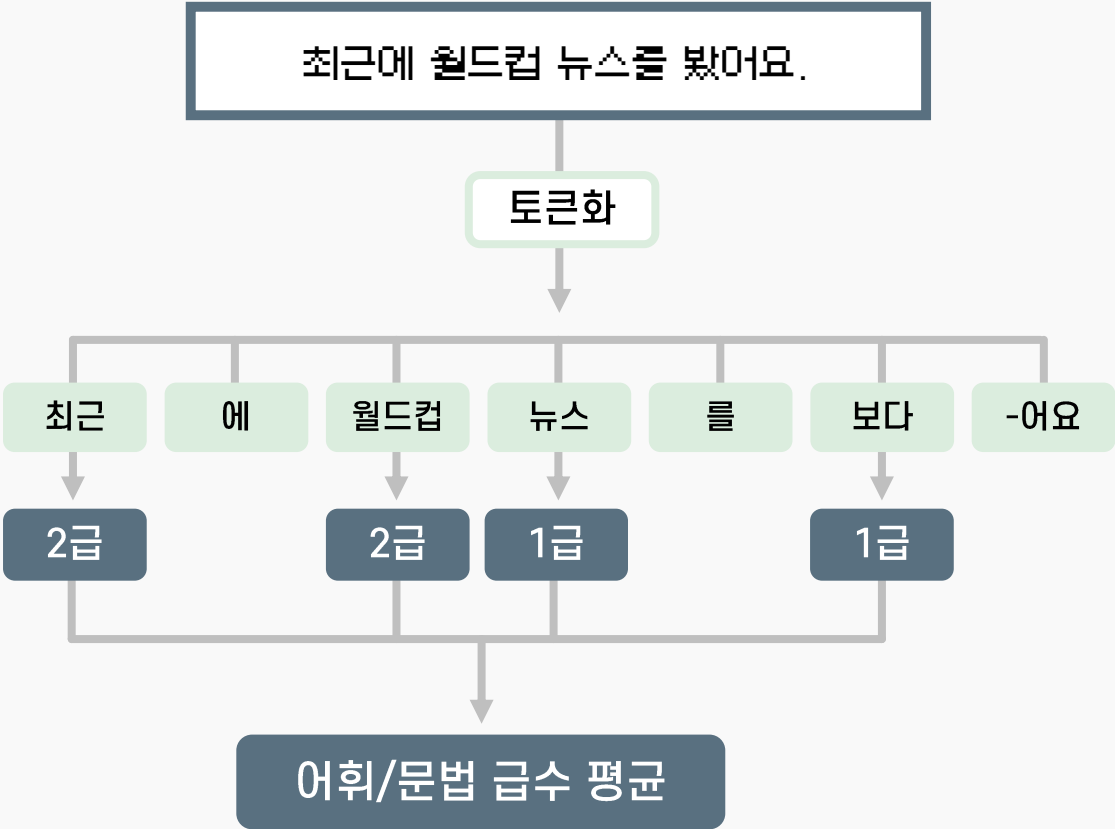 최근에 월드컵 뉴스를 봤어요.
토큰화
최근
에
월드컵
뉴스
를
보다
-어요
2급
2급
1급
1급
어휘/문법 급수 평균